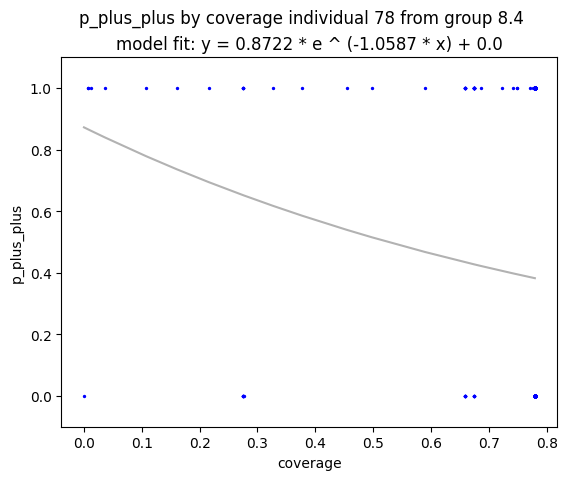 p_plus_plus by coverage individual 78 from group 8.4
model fit: y = 0.8722 * e ^ (-1.0587 * x) + 0.0
1.0
0.8
0.6
0.4
0.2
0.0
p_plus_plus
0.0 0.1 0.2 0.3 0.4 0.5 0.6 0.7 0.8
coverage